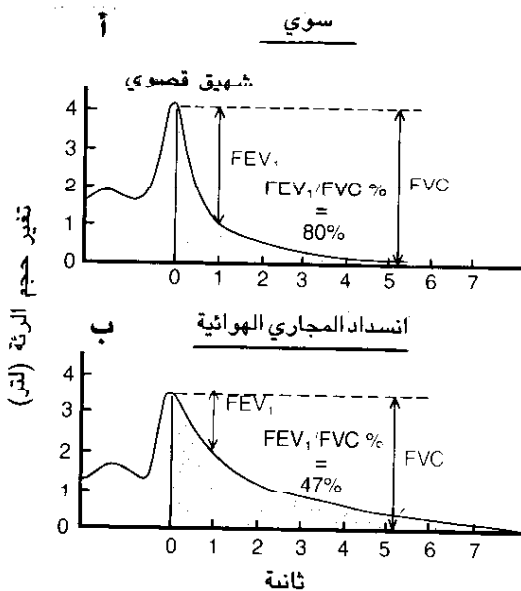 أ
سوي
شهيق قصوي
4
3
2
1
0
FEV₁
FEV₁/FVC %
=
80%
FVC
0 1 2 3 4 5 6 7
ب
انسداد المجاري الهوائية
4
3
2
1
0
FEV₁
FEV₁/FVC %
=
47%
FVC
0 1 2 3 4 5 6 7
ثانية
تغير حجم الرئة (لتر)